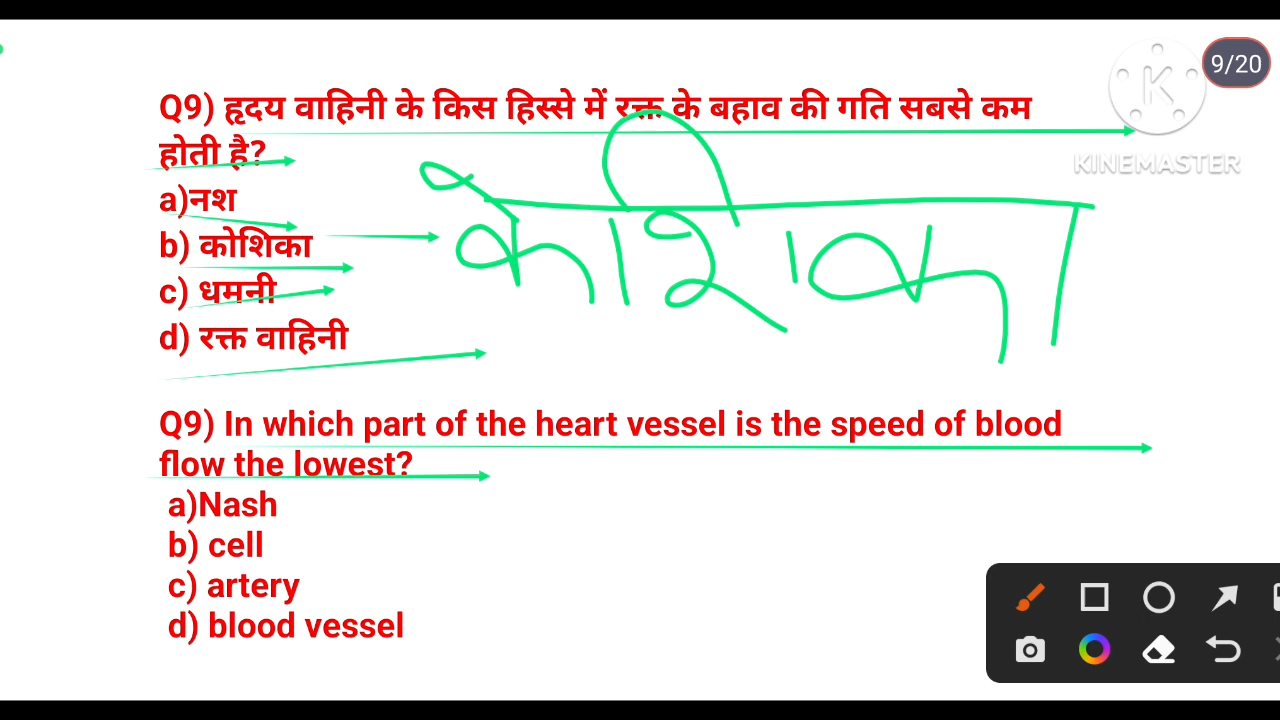 9/20
KINEMASTER
Q9) हृदय वाहिनी के किस हिस्से में रक्त के बहाव की गति सबसे कम
होती है?
a)नश
b) कोशिका
c) धमनी
d) रक्त वाहिनी
Q9) In which part of the heart vessel is the speed of blood
flow the lowest?
a)Nash
b) cell
c) artery
d) blood vessel